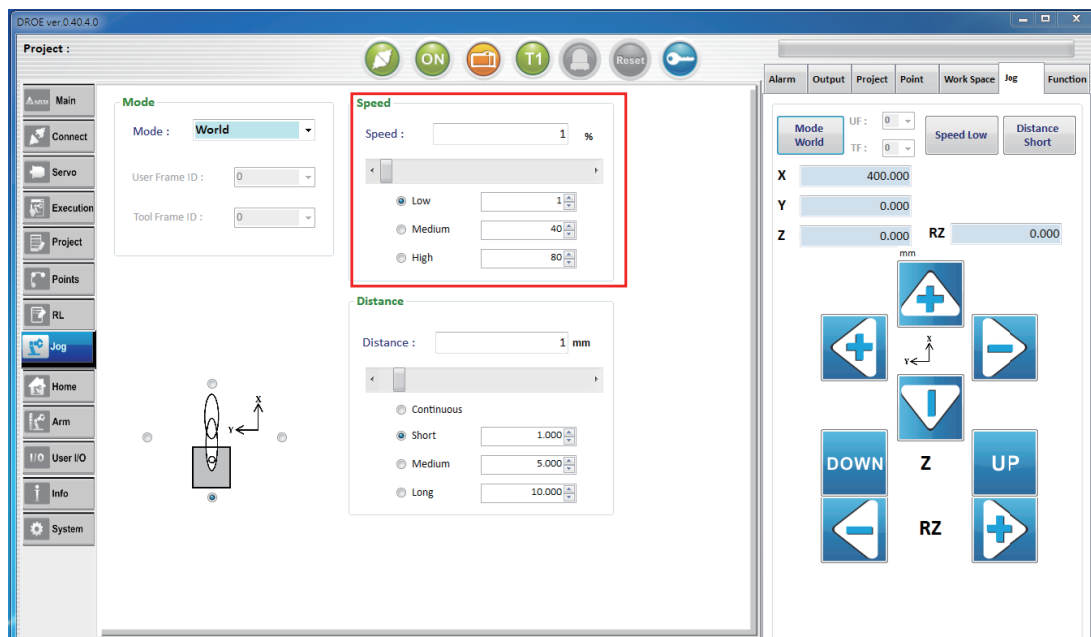 DROE ver.0.40.4.0
Project :
ON
T1
Reset
Alarm Output Project Point Work Space Jog Function
Main
Connect
Servo
Execution
Project
Points
RL
Jog
Home
Arm
I/O User I/O
Info
System
Mode
Mode : World
User Frame ID : 0
Tool Frame ID : 0
X
Y
Speed
Speed : 1 %
Low 1
Medium 40
High 80
Distance
Distance : 1 mm
Continuous
Short 1.000
Medium 5.000
Long 10.000
Mode World
UF : 0
TF : 0
Speed Low
Distance Short
X 400.000
Y 0.000
Z 0.000 RZ 0.000
mm
X
Y
DOWN Z UP
RZ